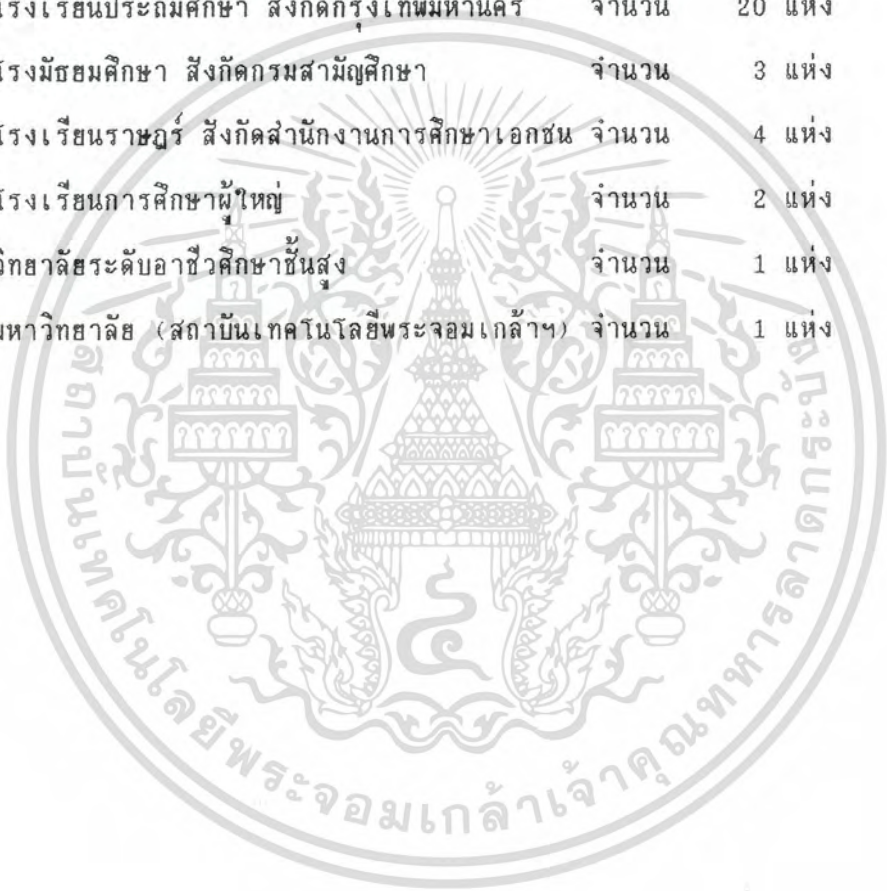 โรงเรียนประถมศึกษา สังกัดกรุงเทพมหานคร จำนวน 20 แห่ง
โรงมัธยมศึกษา สังกัดกรมสามัญศึกษา จำนวน 3 แห่ง
โรงเรียนราษฎร์ สังกัดสำนักงานการศึกษาเอกชน จำนวน 4 แห่ง
โรงเรียนการศึกษาผู้ใหญ่ จำนวน 2 แห่ง
วิทยาลัยระดับอาชีวศึกษาชั้นสูง จำนวน 1 แห่ง
มหาวิทยาลัย (สถาบันเทคโนโลยีพระจอมเกล้าฯ) จำนวน 1 แห่ง
สถาบันเทคโนโลยีพระจอมเกล้าเจ้าคุณทหารลาดกระบัง